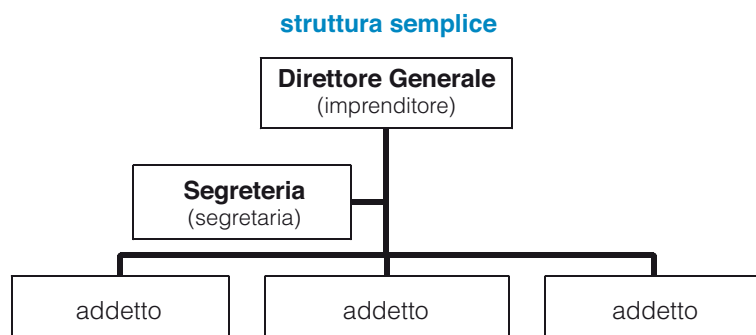 struttura semplice
Direttore Generale
(imprenditore)
Segreteria
(segretaria)
addetto
addetto
addetto